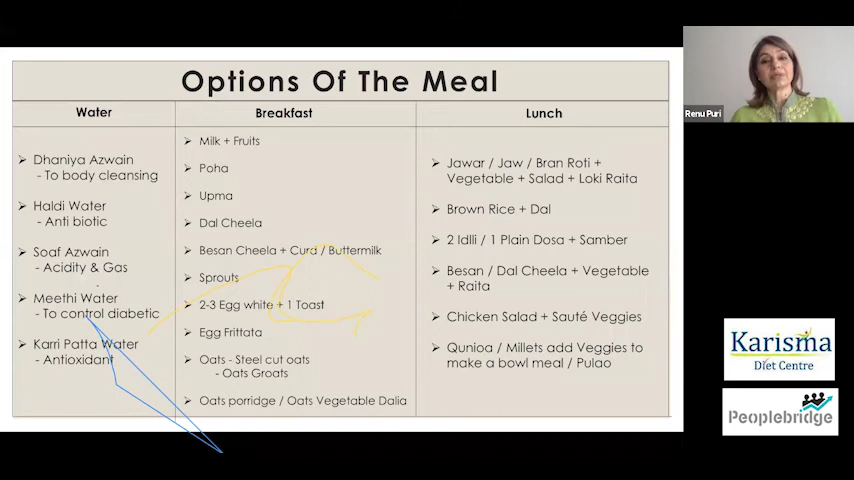 Options Of The Meal
Water
Breakfast
Lunch
Dhaniya Azwain
- To body cleansing
Haldi Water
- Anti biotic
Soaf Azwain
- Acidity & Gas
Meethi Water
- To control diabetic
Karri Patta Water
- Antioxidant
Milk + Fruits
Poha
Upma
Dal Cheela
Besan Cheela + Curd / Buttermilk
Sprouts
2-3 Egg white + 1 Toast
Egg Frittata
Oats - Steel cut oats
- Oats Groats
Oats porridge / Oats Vegetable Dalia
Jawar / Jaw / Bran Roti +
Vegetable + Salad + Loki Raita
Brown Rice + Dal
2 Idlli / 1 Plain Dosa + Samber
Besan / Dal Cheela + Vegetable
+ Raita
Chicken Salad + Sauté Veggies
Qunioa / Millets add Veggies to
make a bowl meal / Pulao
Renu Puri
Karisma
Diet Centre
Peoplebridge